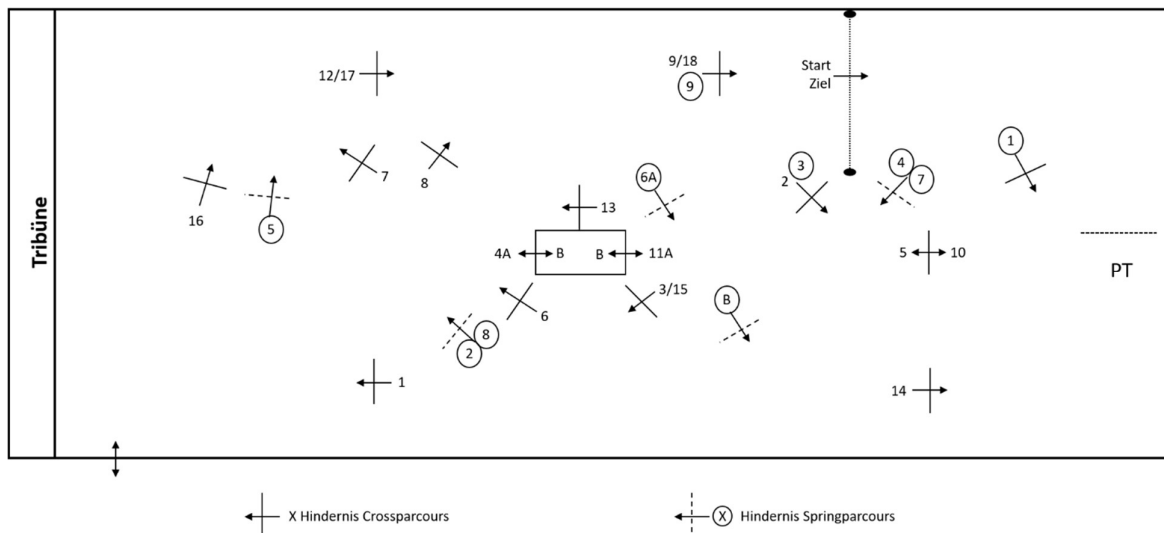 12/17
9/18
9
Start
Ziel
1
3
4
7
2
7
8
6A
16
5
13
4A
B
B
11A
5
10
PT
Tribüne
3/15
B
6
8
2
1
14
X Hindernis Crossparcours
X Hindernis Springparcours